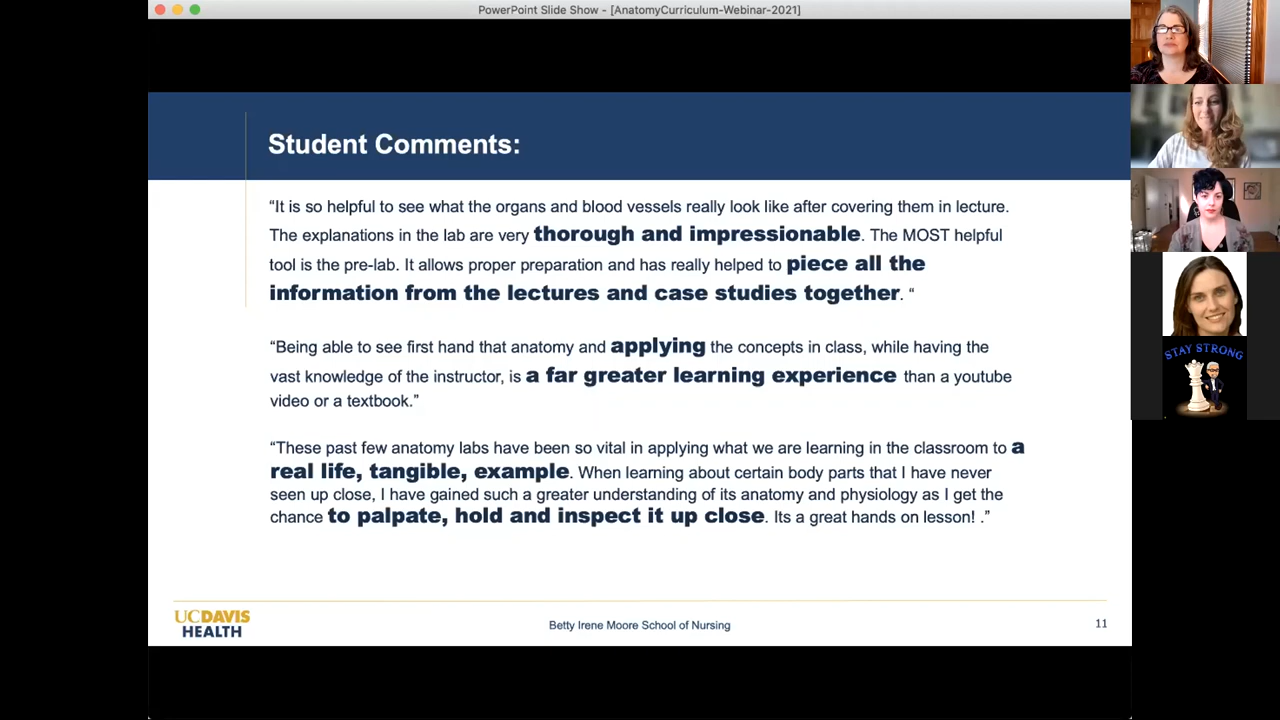 PowerPoint Slide Show - [AnatomyCurriculum-Webinar-2021]
Student Comments:
“It is so helpful to see what the organs and blood vessels really look like after covering them in lecture.
The explanations in the lab are very thorough and impressionable. The MOST helpful
tool is the pre-lab. It allows proper preparation and has really helped to piece all the
information from the lectures and case studies together. “
“Being able to see first hand that anatomy and applying the concepts in class, while having the
vast knowledge of the instructor, is a far greater learning experience than a youtube
video or a textbook.”
“These past few anatomy labs have been so vital in applying what we are learning in the classroom to a
real life, tangible, example. When learning about certain body parts that I have never
seen up close, I have gained such a greater understanding of its anatomy and physiology as I get the
chance to palpate, hold and inspect it up close. Its a great hands on lesson! .”
UCDAVIS
HEALTH
Betty Irene Moore School of Nursing
11
STAY STRONG